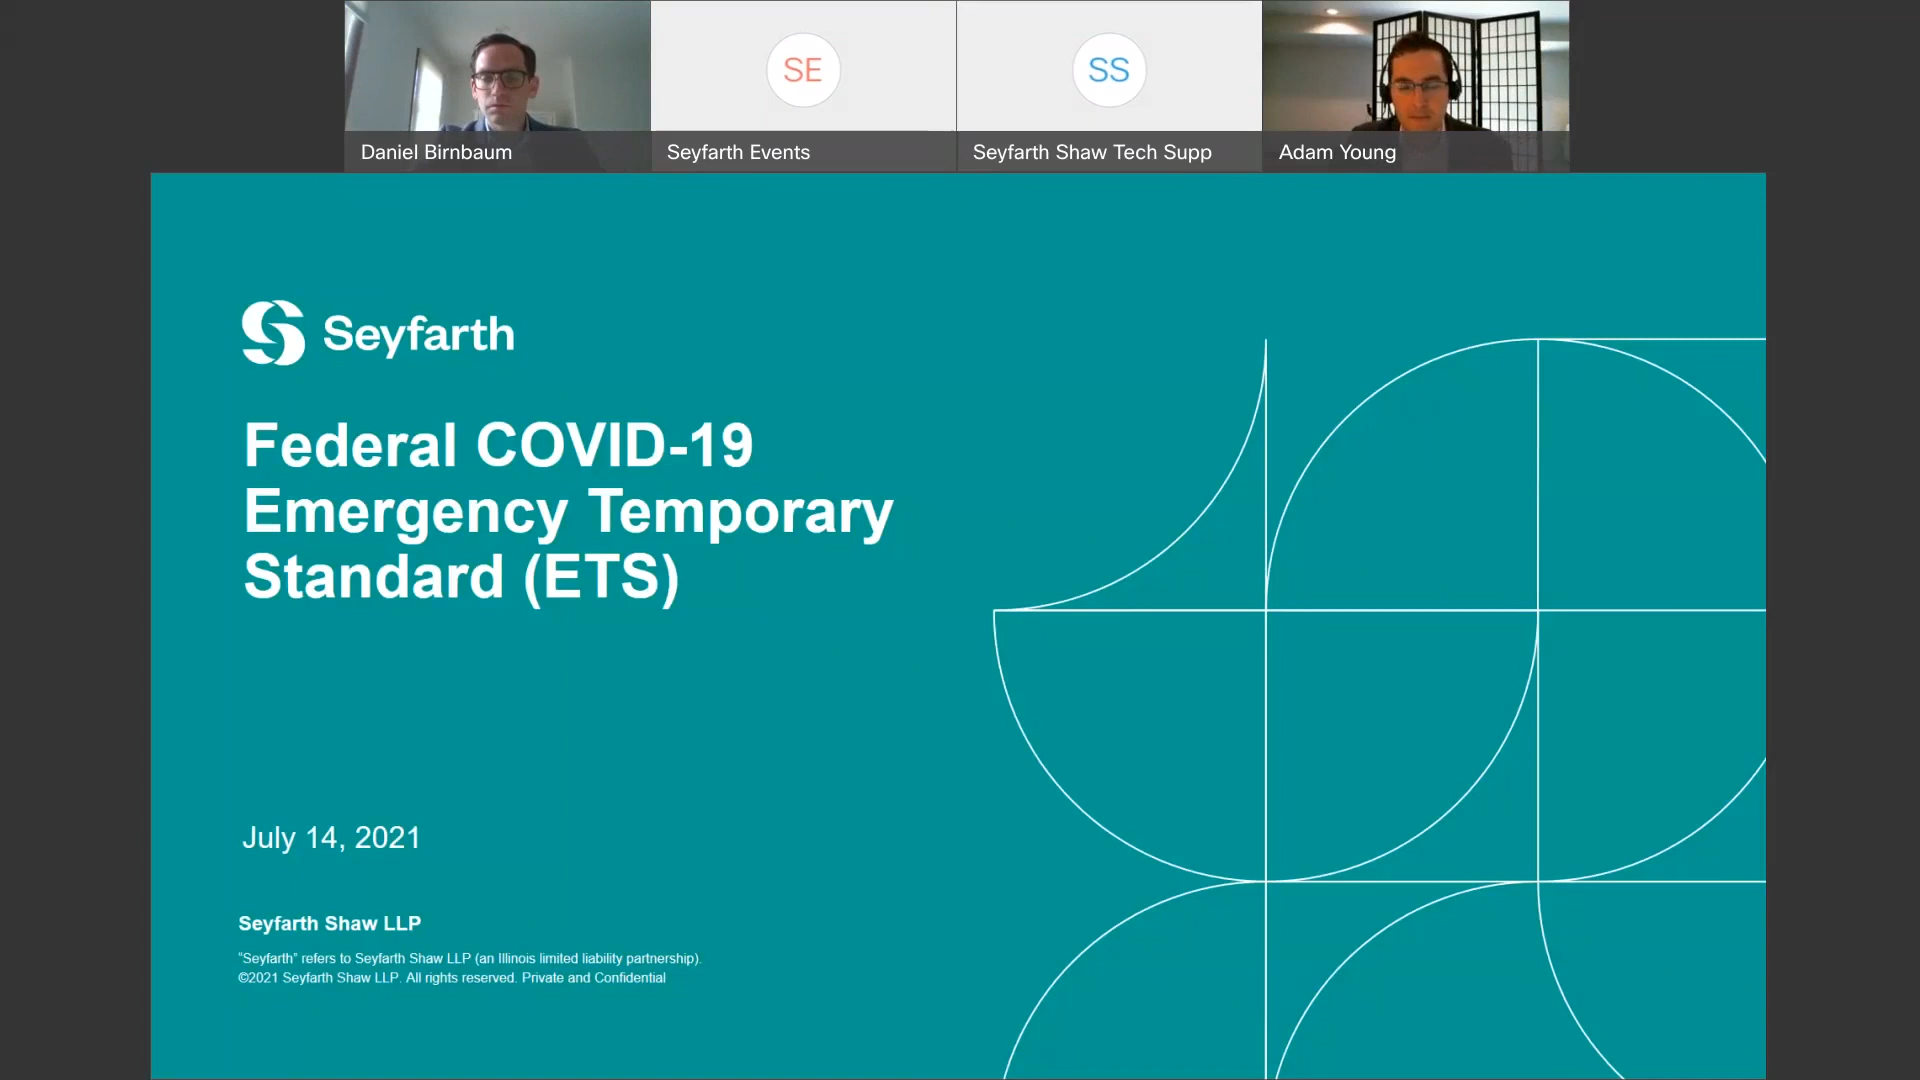 SE
SS
Daniel Birnbaum
Seyfarth Events
Seyfarth Shaw Tech Supp
Adam Young
Seyfarth
Federal COVID-19
Emergency Temporary
Standard (ETS)
July 14, 2021
Seyfarth Shaw LLP
"Seyfarth" refers to Seyfarth Shaw LLP (an Illinois limited liability partnership).
©2021 Seyfarth Shaw LLP. All rights reserved. Private and Confidential